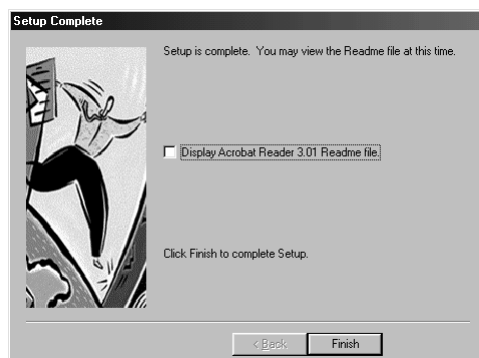 Setup Complete
Setup is complete. You may view the Readme file at this time.
Display Acrobat Reader 3.01 Readme file.
Click Finish to complete Setup.
< Back
Finish